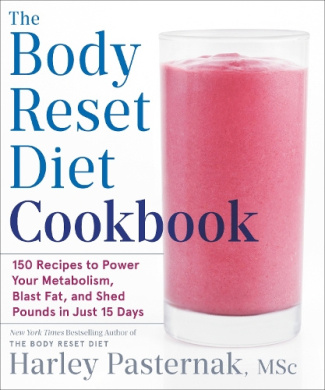 The
Body
Reset
Diet
Cookbook
150 Recipes to Power
Your Metabolism,
Blast Fat, and Shed
Pounds in Just 15 Days
New York Times Bestselling Author of
THE BODY RESET DIET
Harley Pasternak, MSc